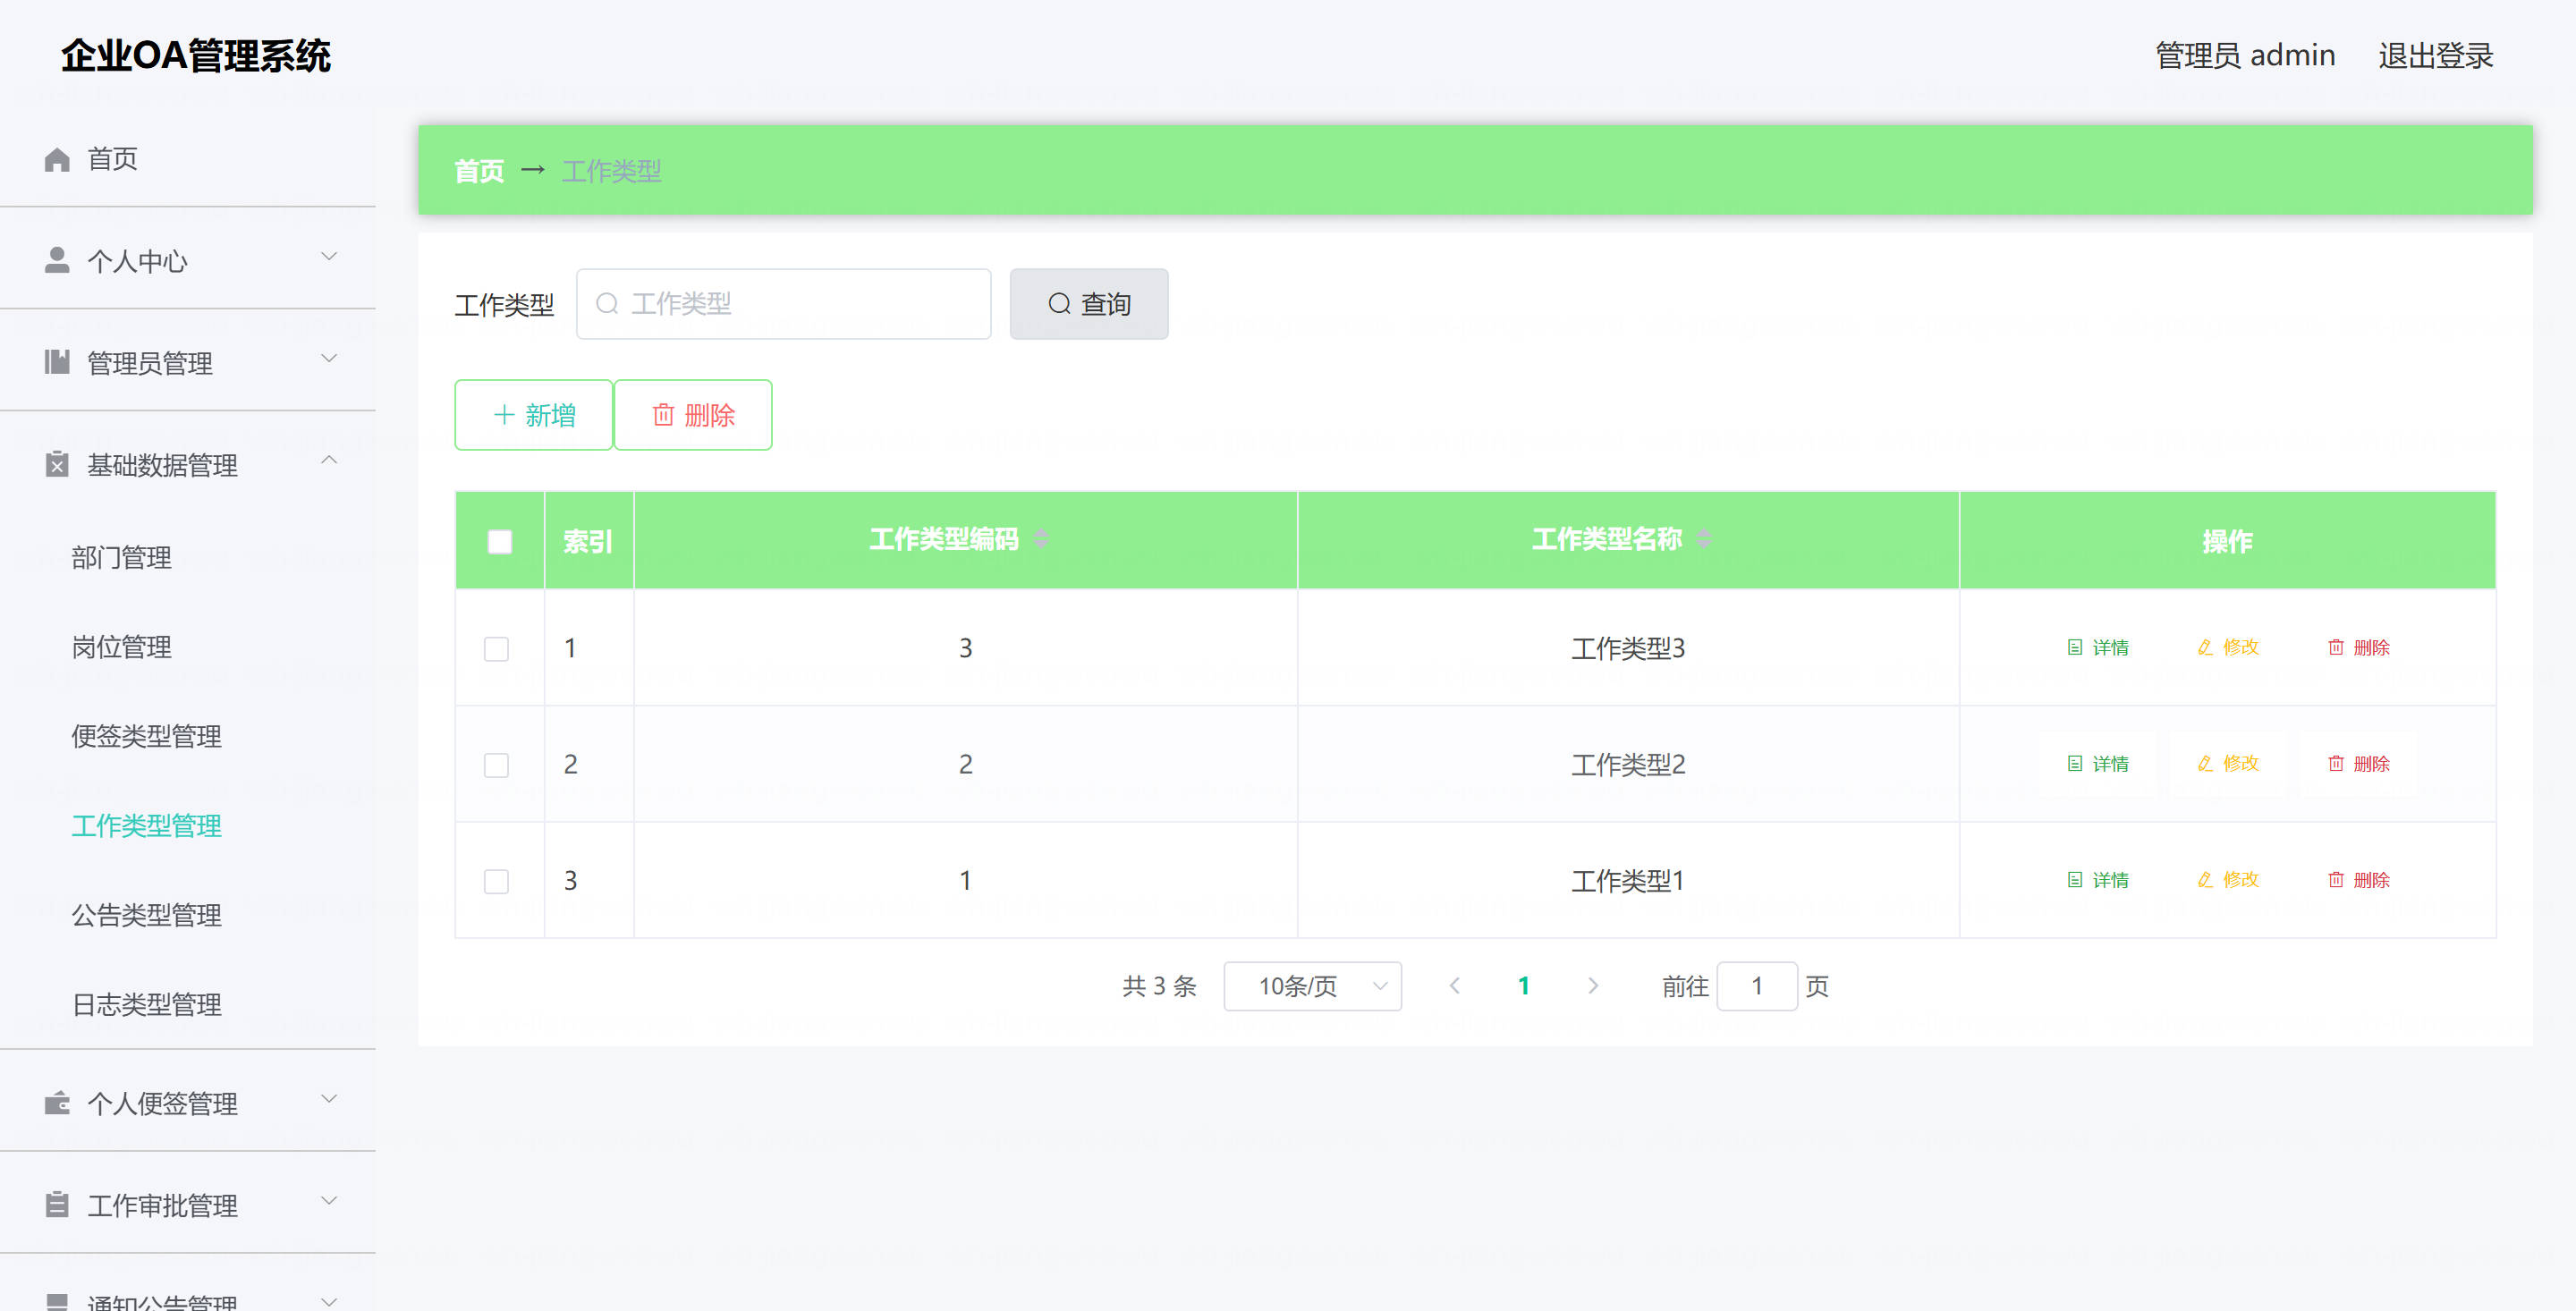 企业OA管理系统
管理员 admin 退出登录
首页
个人中心
管理员管理
基础数据管理
部门管理
岗位管理
便签类型管理
工作类型管理
公告类型管理
日志类型管理
个人便签管理
工作审批管理
通知公告管理
首页 → 工作类型
工作类型 工作类型 查询
新增 删除
索引 工作类型编码 工作类型名称 操作
1 3 工作类型3 详情 修改 删除
2 2 工作类型2 详情 修改 删除
3 1 工作类型1 详情 修改 删除
共 3 条 10条/页 1 前往 1 页